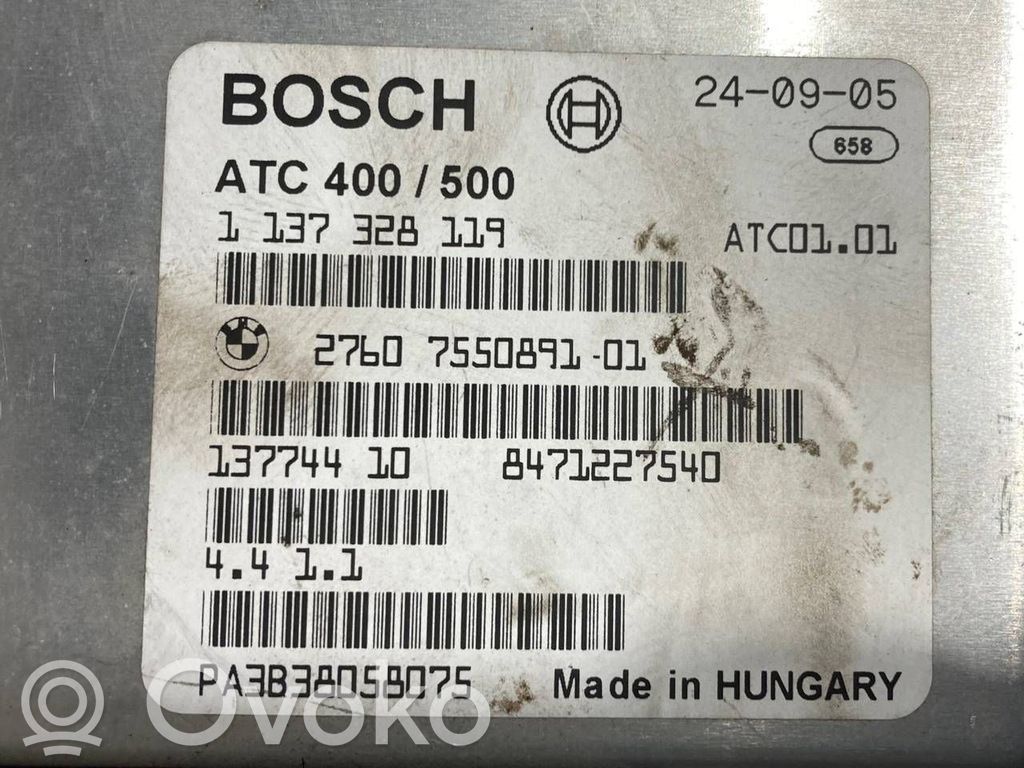 BOSCH 24-09-05
658
ATC 400 / 500
1 137 328 119 ATC01.01
2760 7550891-01
137744 10 8471227540
4.4 1.1
PA3B38058075 Made in HUNGARY
Ovoko